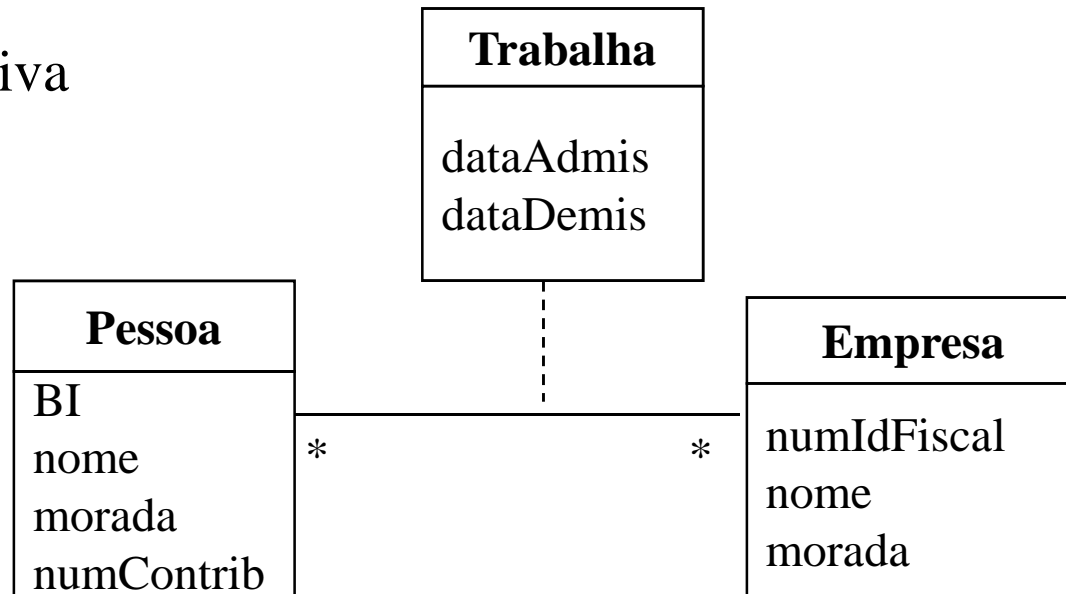 iva
Trabalha
dataAdmis
dataDemis
Pessoa
BI
nome
morada
numContrib
*
*
Empresa
numIdFiscal
nome
morada